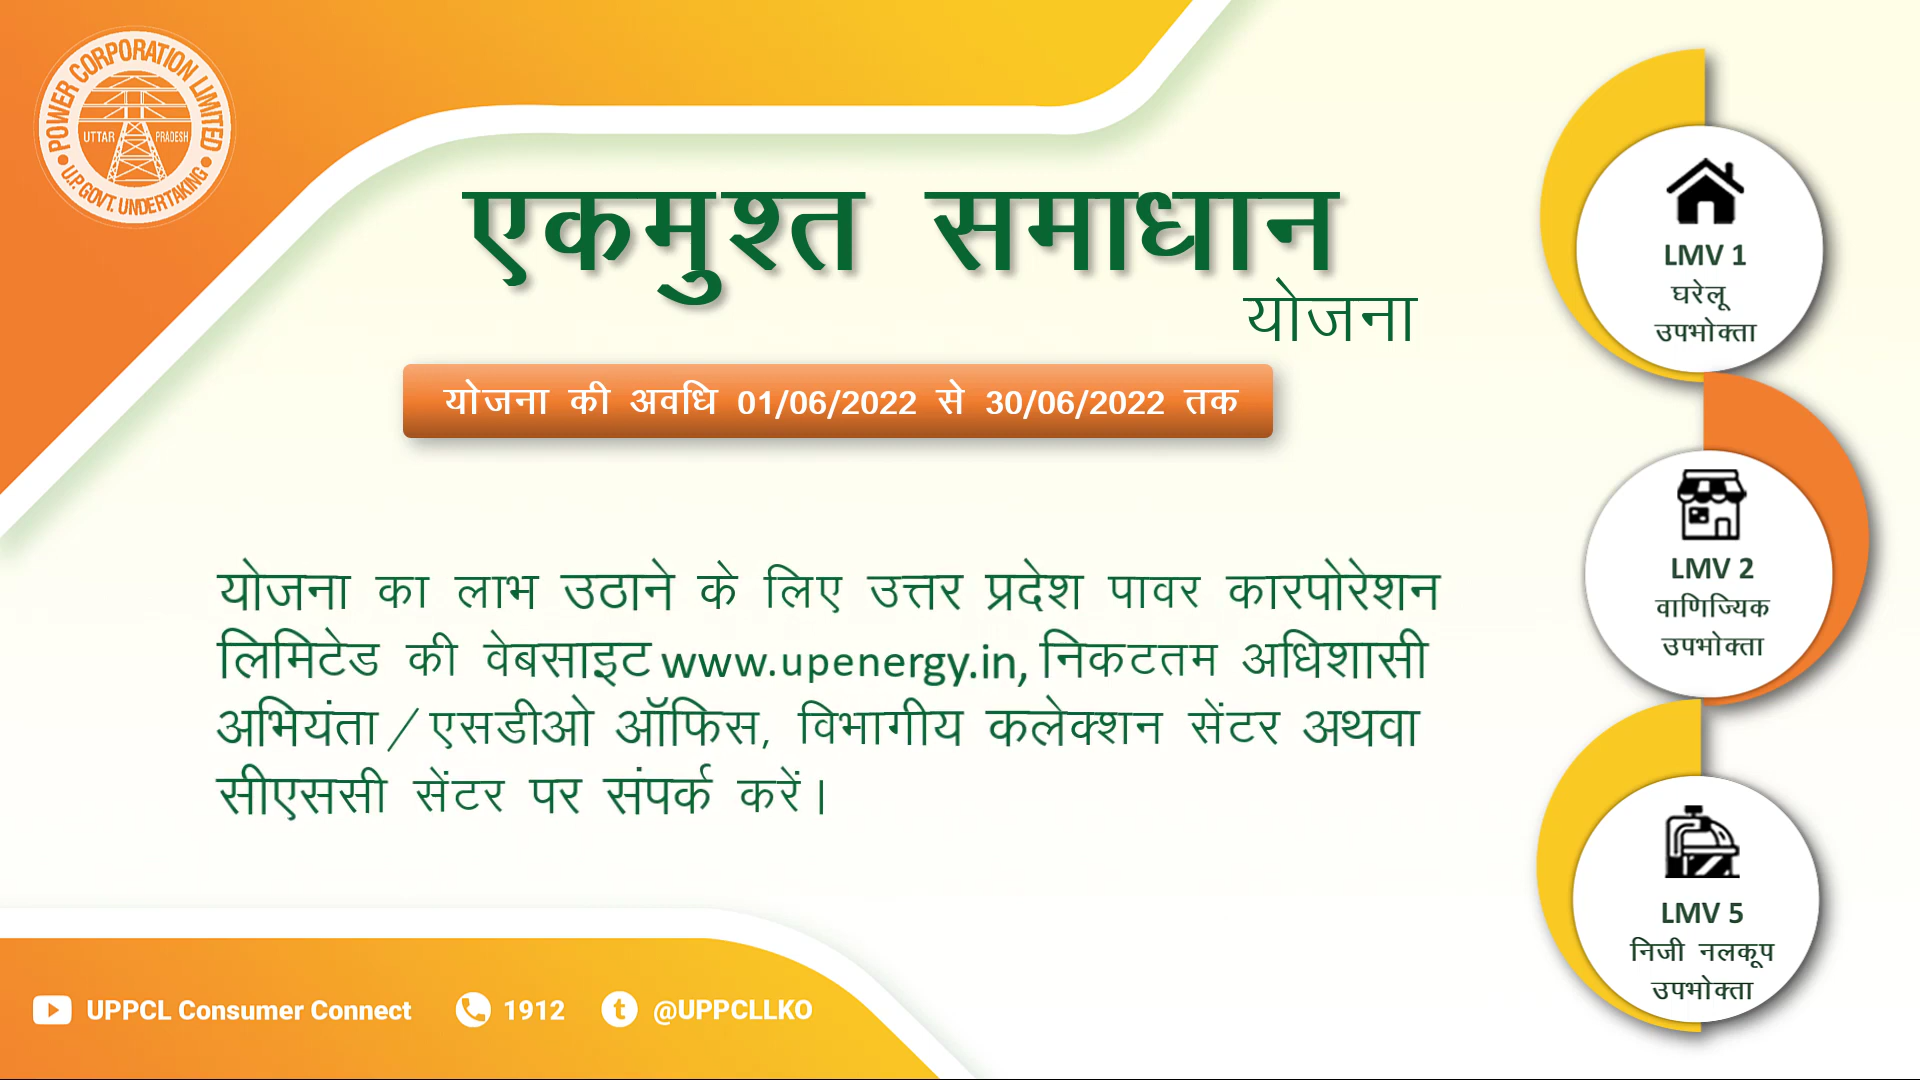 POWER CORPORATION LIMITED
UTTAR PRADESH
U.P. GOVT. UNDERTAKING
एकमुश्त समाधान
योजना
योजना की अवधि 01/06/2022 से 30/06/2022 तक
योजना का लाभ उठाने के लिए उत्तर प्रदेश पावर कारपोरेशन
लिमिटेड की वेबसाइट www.upenergy.in, निकटतम अधिशासी
अभियंता/एसडीओ ऑफिस, विभागीय कलेक्शन सेंटर अथवा
सीएससी सेंटर पर संपर्क करें।
LMV 1
घरेलू
उपभोक्ता
LMV 2
वाणिज्यिक
उपभोक्ता
LMV 5
निजी नलकूप
उपभोक्ता
UPPCL Consumer Connect 1912 t @UPPCLLKO